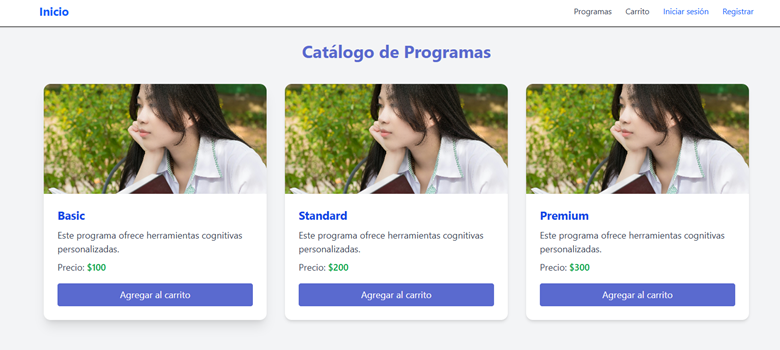 Inicio
Programas
Carrito
Iniciar sesión
Registrar
Catálogo de Programas
Basic
Este programa ofrece herramientas cognitivas
personalizadas.
Precio: $100
Agregar al carrito
Standard
Este programa ofrece herramientas cognitivas
personalizadas.
Precio: $200
Agregar al carrito
Premium
Este programa ofrece herramientas cognitivas
personalizadas.
Precio: $300
Agregar al carrito